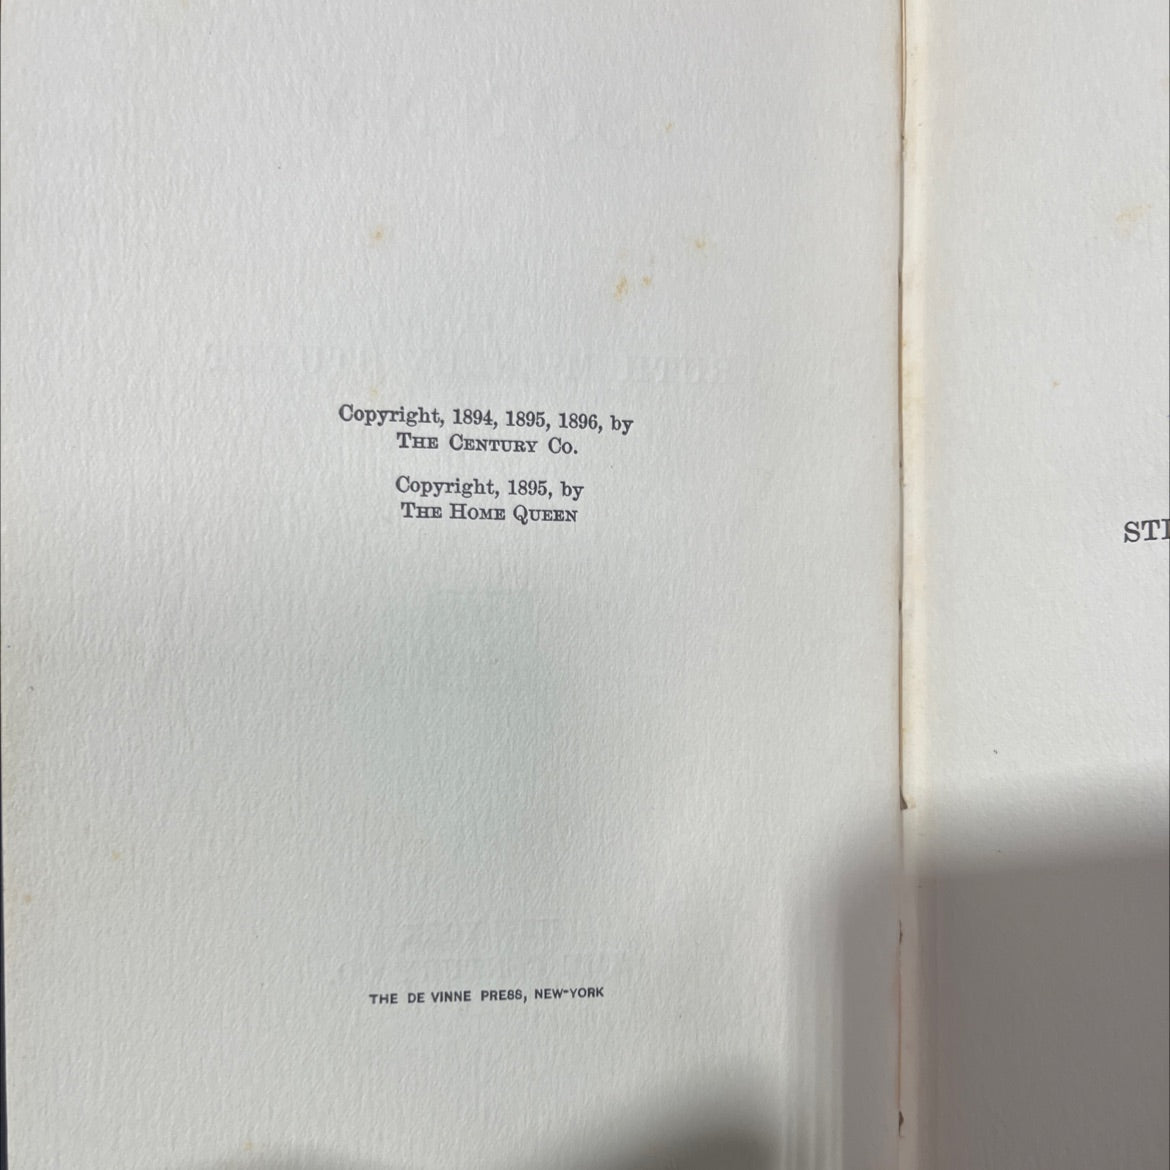 Copyright, 1894, 1895, 1896, by
THE CENTURY CO.
Copyright, 1895, by
THE HOME QUEEN
THE DE VINNE PRESS, NEW-YORK